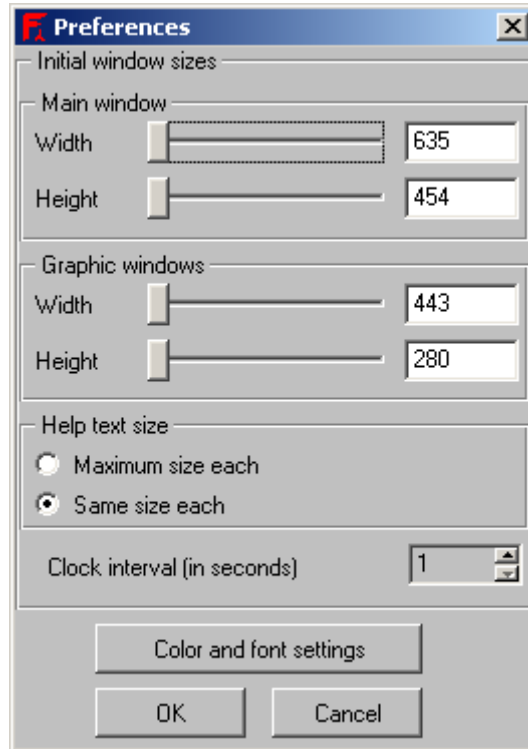 Preferences
Initial window sizes
Main window
Width 635
Height 454
Graphic windows
Width 443
Height 280
Help text size
Maximum size each
Same size each
Clock interval (in seconds) 1
Color and font settings
OK Cancel